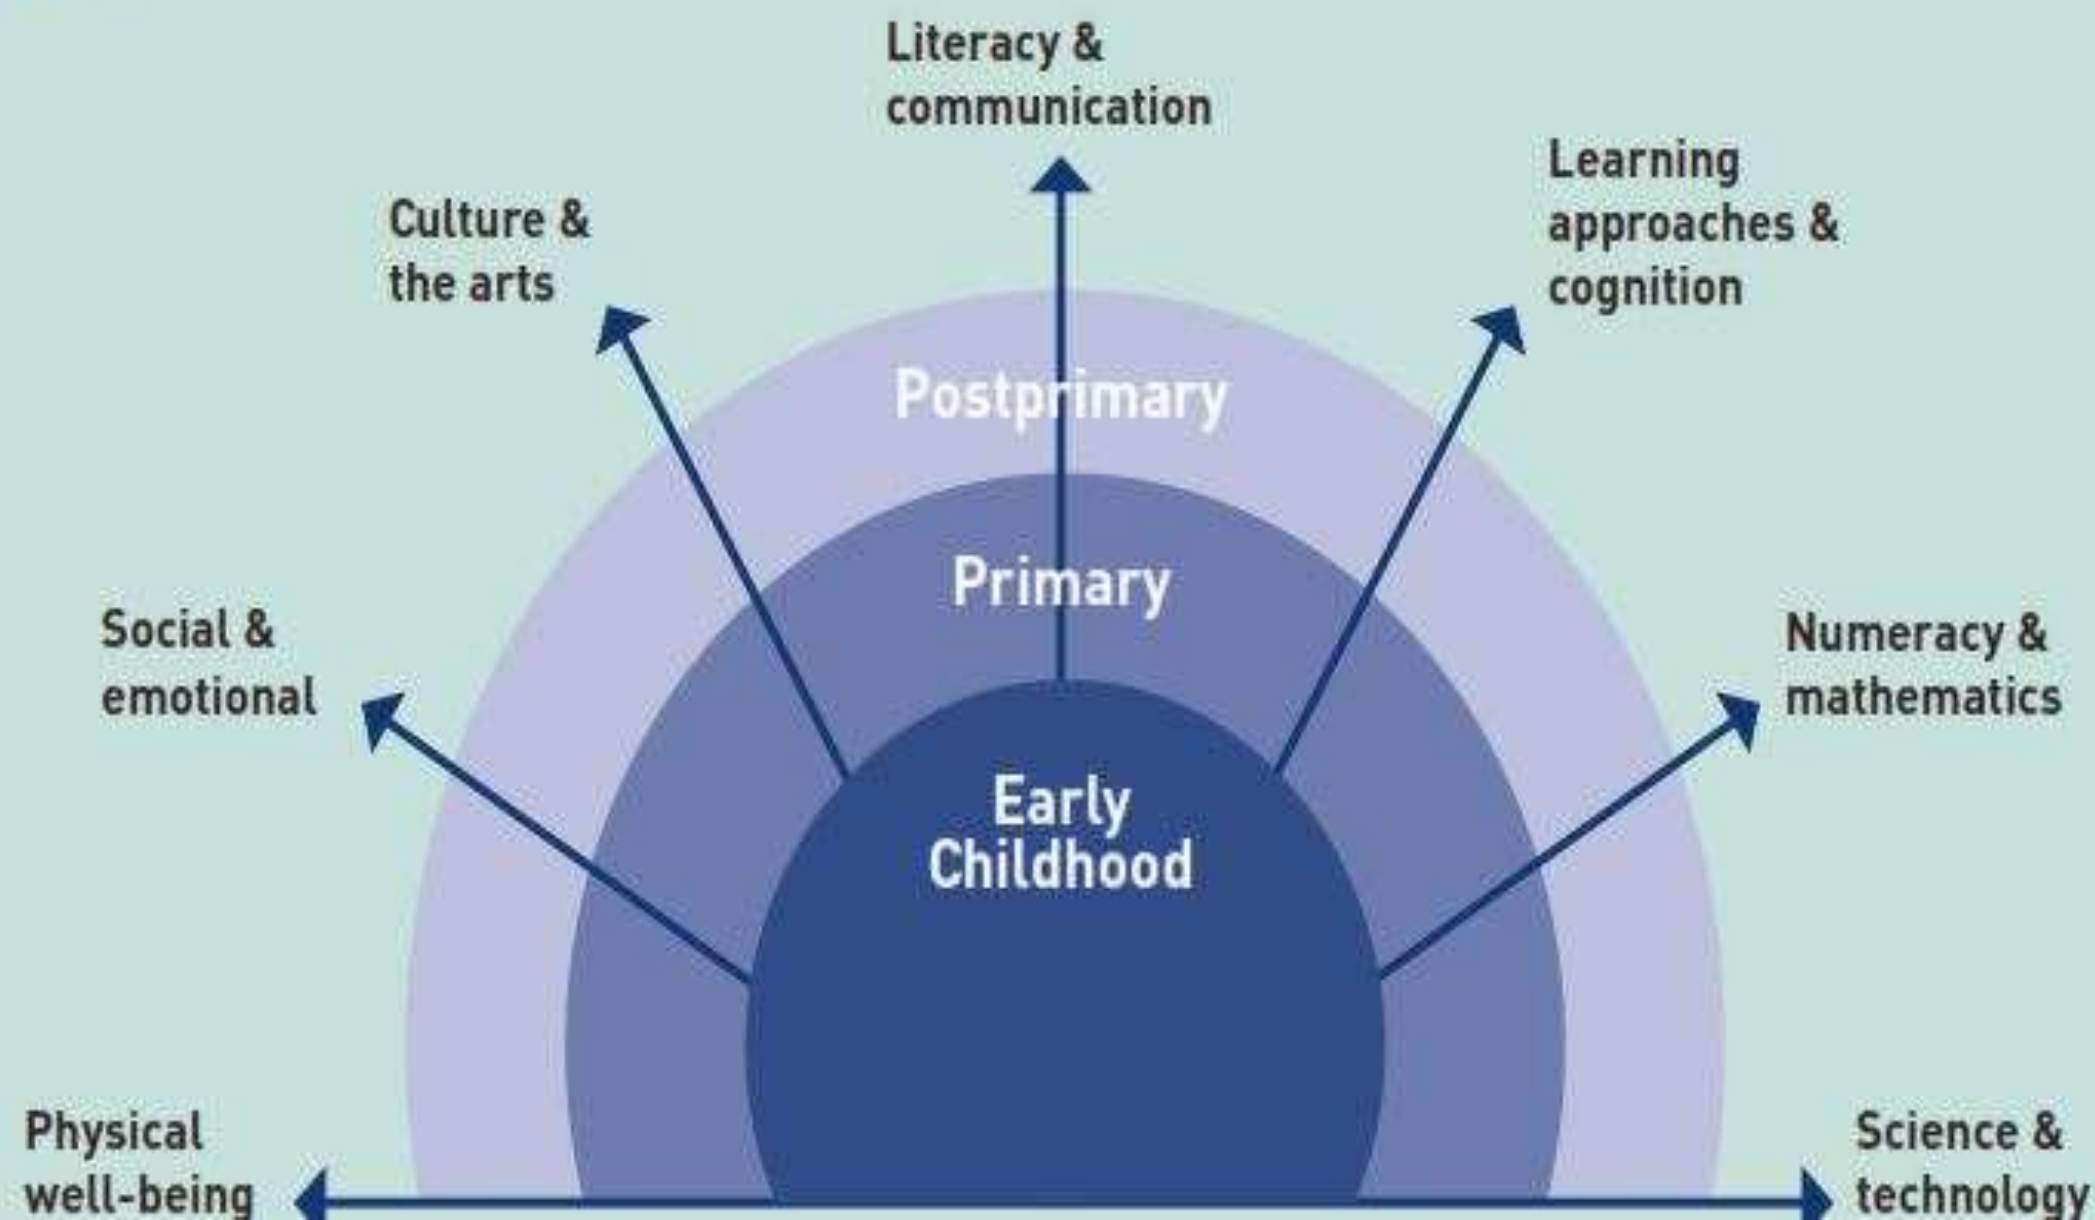 Literacy &
communication
Learning
approaches &
cognition
Culture &
the arts
Postprimary
Primary
Social &
emotional
Numeracy &
mathematics
Early
Childhood
Physical
well-being
Science &
technology